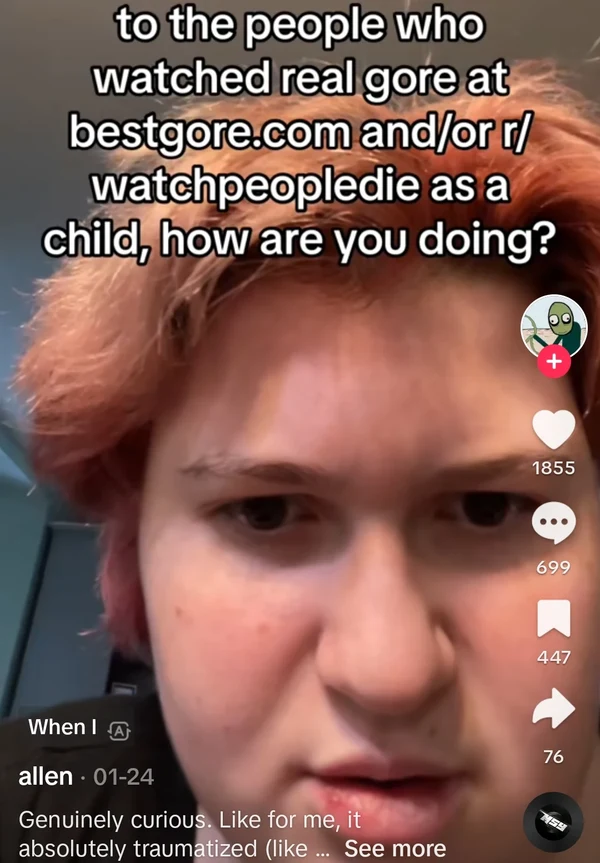 to the people who
watched real gore at
bestgore.com and/or r/
watchpeopledie as a
child, how are you doing?
1855
699
447
76
When I A
allen · 01-24
Genuinely curious. Like for me, it
absolutely traumatized (like ... See more
MSY